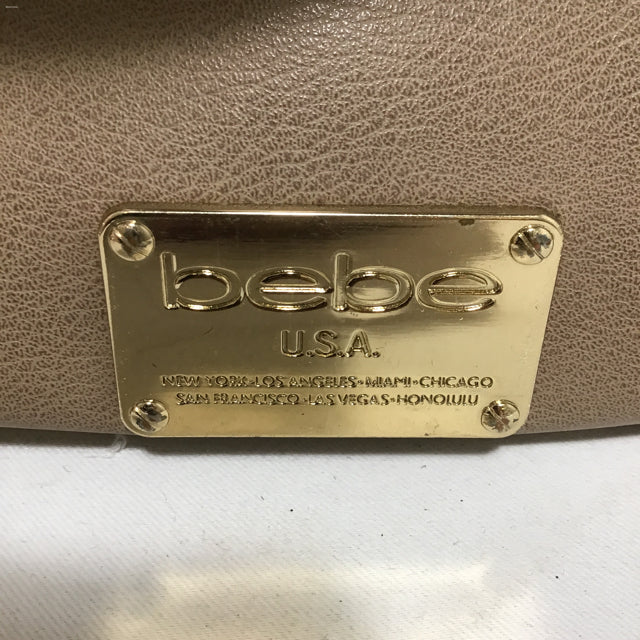 bebe
U.S.A.
NEW YORK·LOS ANGELES·MIAMI·CHICAGO
SAN FRANCISCO·LAS VEGAS·HONOLULU